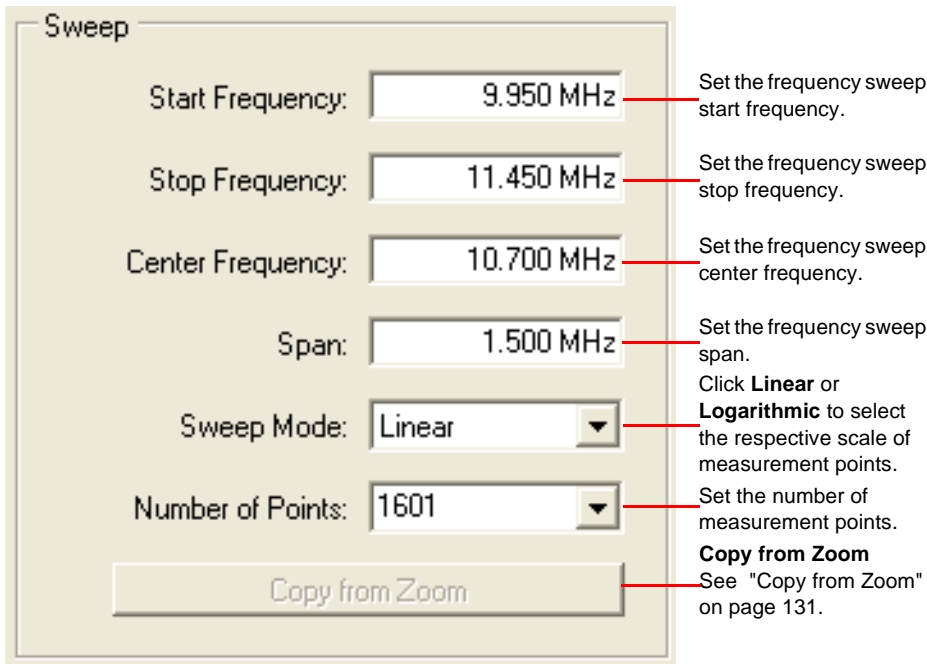 Sweep
Start Frequency: 9.950 MHz
Set the frequency sweep
start frequency.
Stop Frequency: 11.450 MHz
Set the frequency sweep
stop frequency.
Center Frequency: 10.700 MHz
Set the frequency sweep
center frequency.
Span: 1.500 MHz
Set the frequency sweep
span.
Sweep Mode: Linear
Click Linear or
Logarithmic to select
the respective scale of
measurement points.
Number of Points: 1601
Set the number of
measurement points.
Copy from Zoom
Copy from Zoom
See "Copy from Zoom"
on page 131.